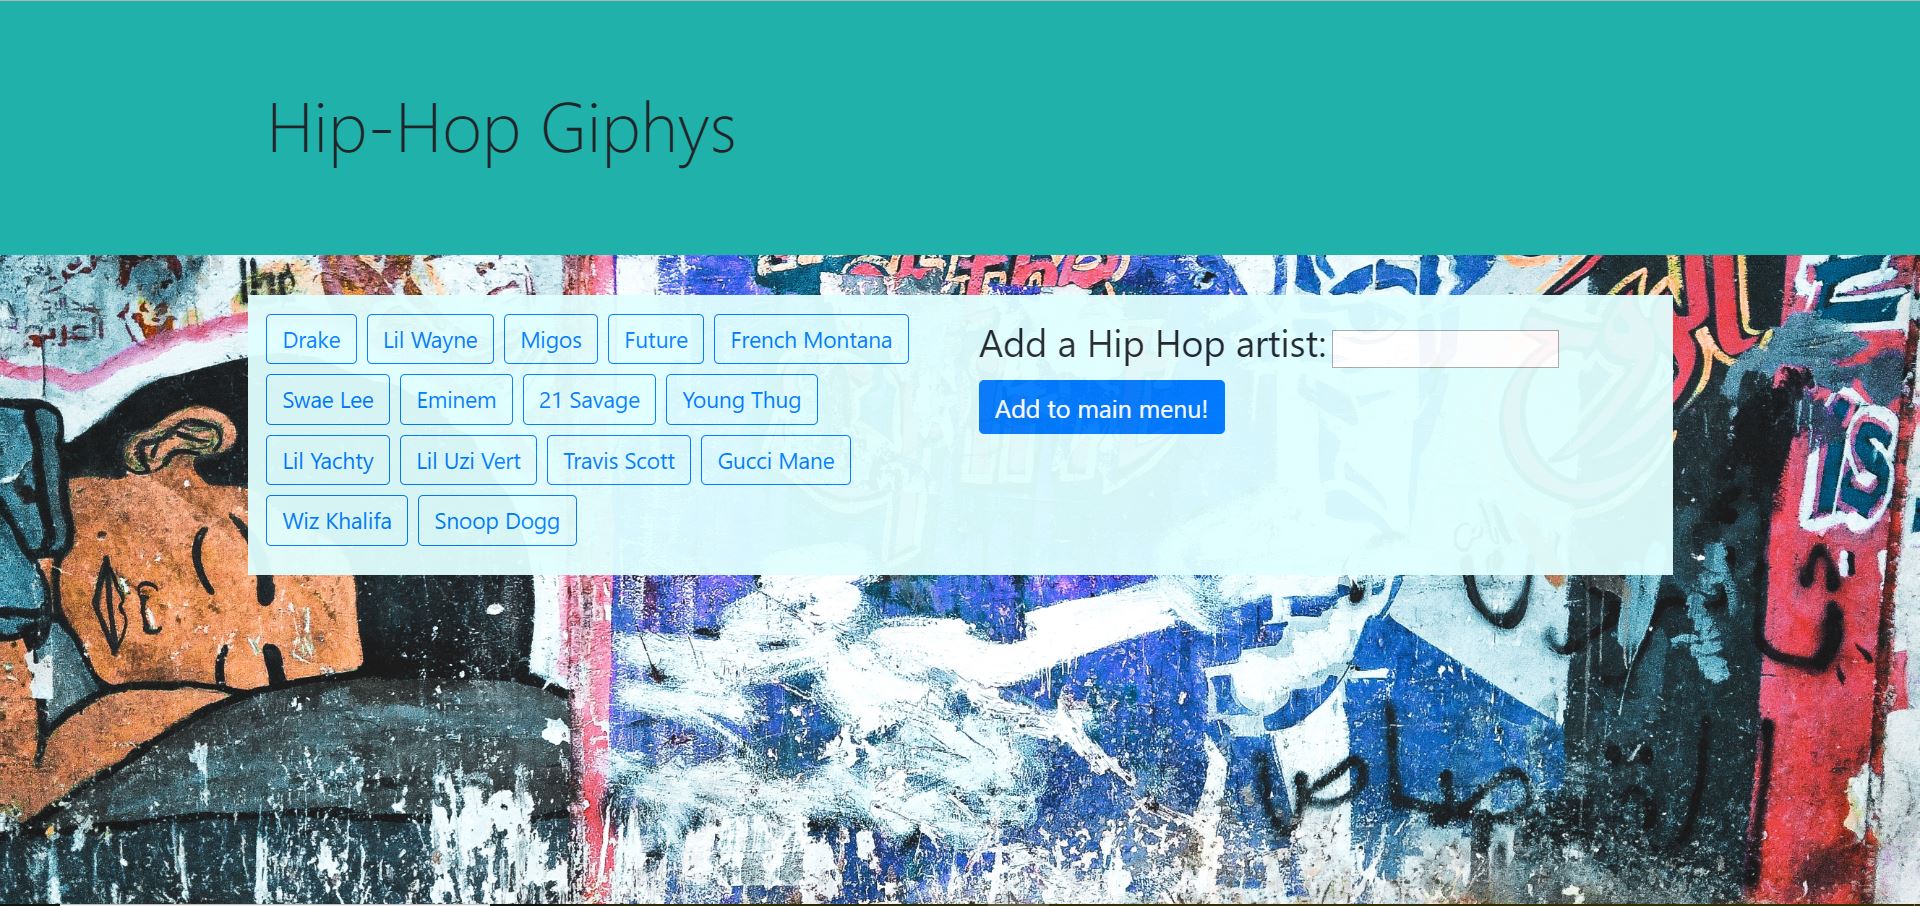 Hip-Hop Giphys
Drake Lil Wayne Migos Future French Montana
Swae Lee Eminem 21 Savage Young Thug
Lil Yachty Lil Uzi Vert Travis Scott Gucci Mane
Wiz Khalifa Snoop Dogg
Add a Hip Hop artist:
Add to main menu!